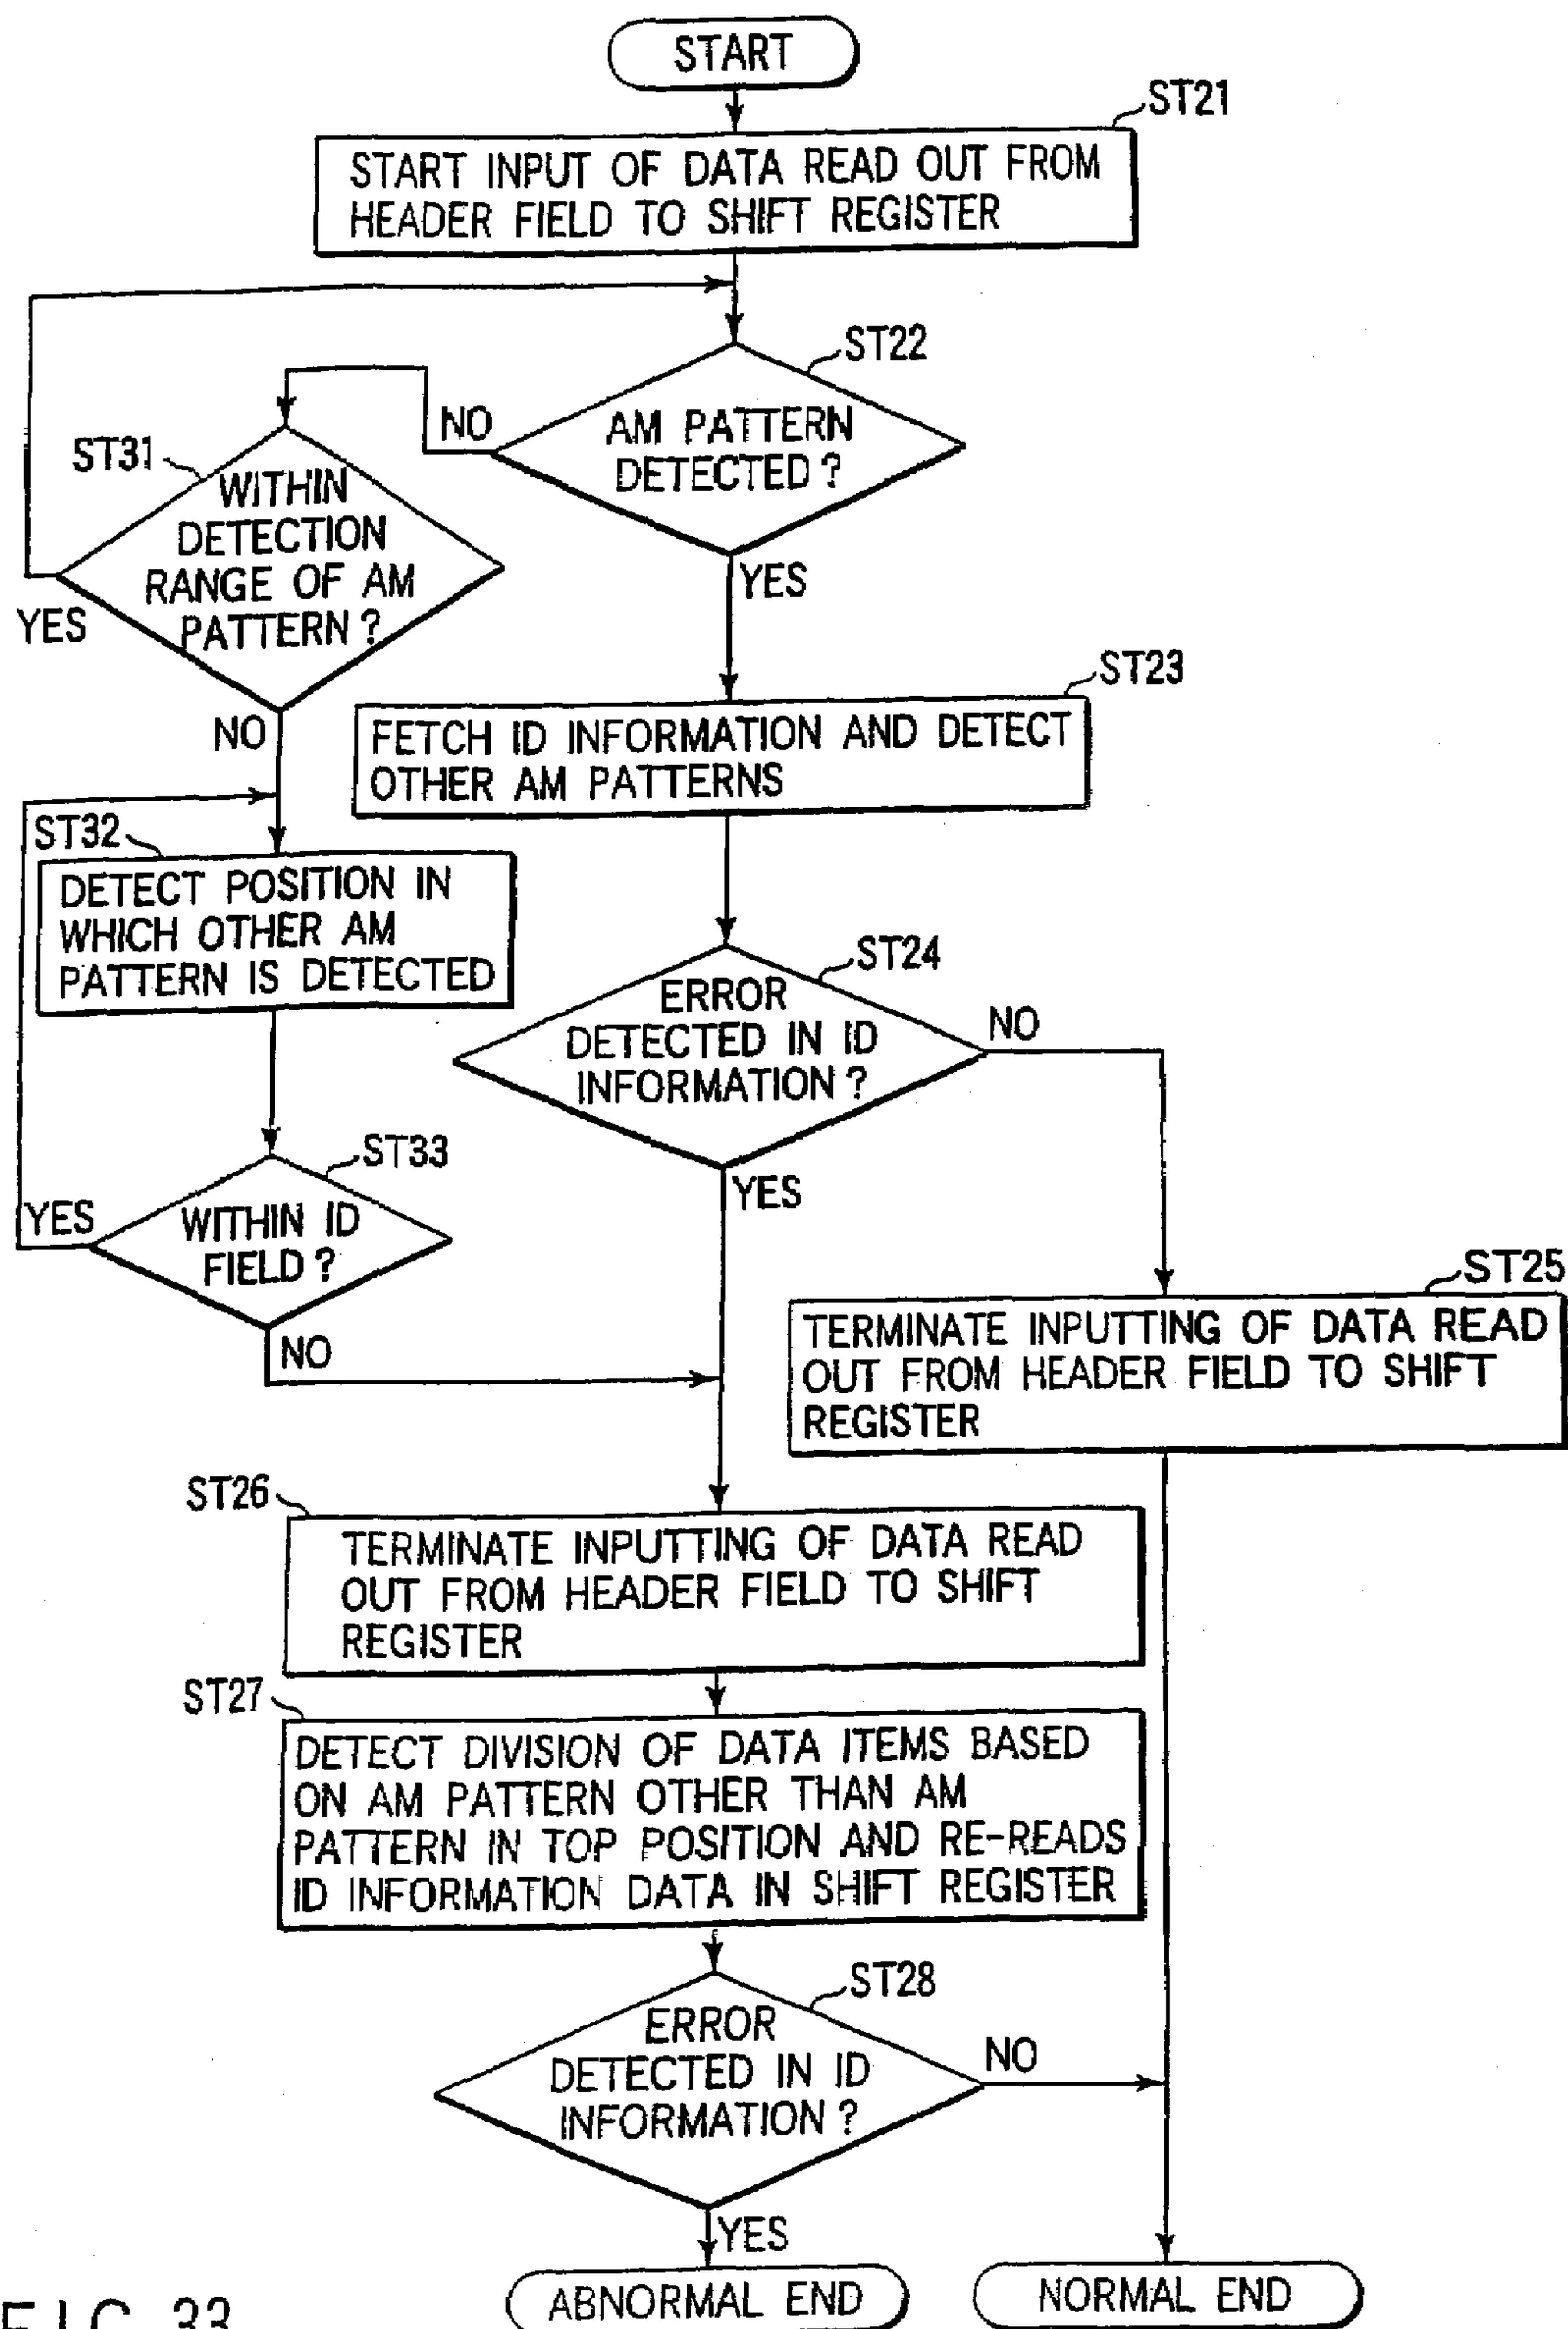 START
ST21
START INPUT OF DATA READ OUT FROM
HEADER FIELD TO SHIFT REGISTER
ST22
AM PATTERN
DETECTED?
NO
YES
ST31
WITHIN
DETECTION
RANGE OF AM
PATTERN?
YES
NO
ST23
FETCH ID INFORMATION AND DETECT
OTHER AM PATTERNS
ST32
DETECT POSITION IN
WHICH OTHER AM
PATTERN IS DETECTED
ST24
ERROR
DETECTED IN ID
INFORMATION?
NO
YES
ST33
WITHIN ID
FIELD?
YES
NO
ST25
TERMINATE INPUTTING OF DATA READ
OUT FROM HEADER FIELD TO SHIFT
REGISTER
ST26
TERMINATE INPUTTING OF DATA READ
OUT FROM HEADER FIELD TO SHIFT
REGISTER
ST27
DETECT DIVISION OF DATA ITEMS BASED
ON AM PATTERN OTHER THAN AM
PATTERN IN TOP POSITION AND RE-READS
ID INFORMATION DATA IN SHIFT REGISTER
ST28
ERROR
DETECTED IN ID
INFORMATION?
NO
YES
ABNORMAL END
NORMAL END
FIG. 33